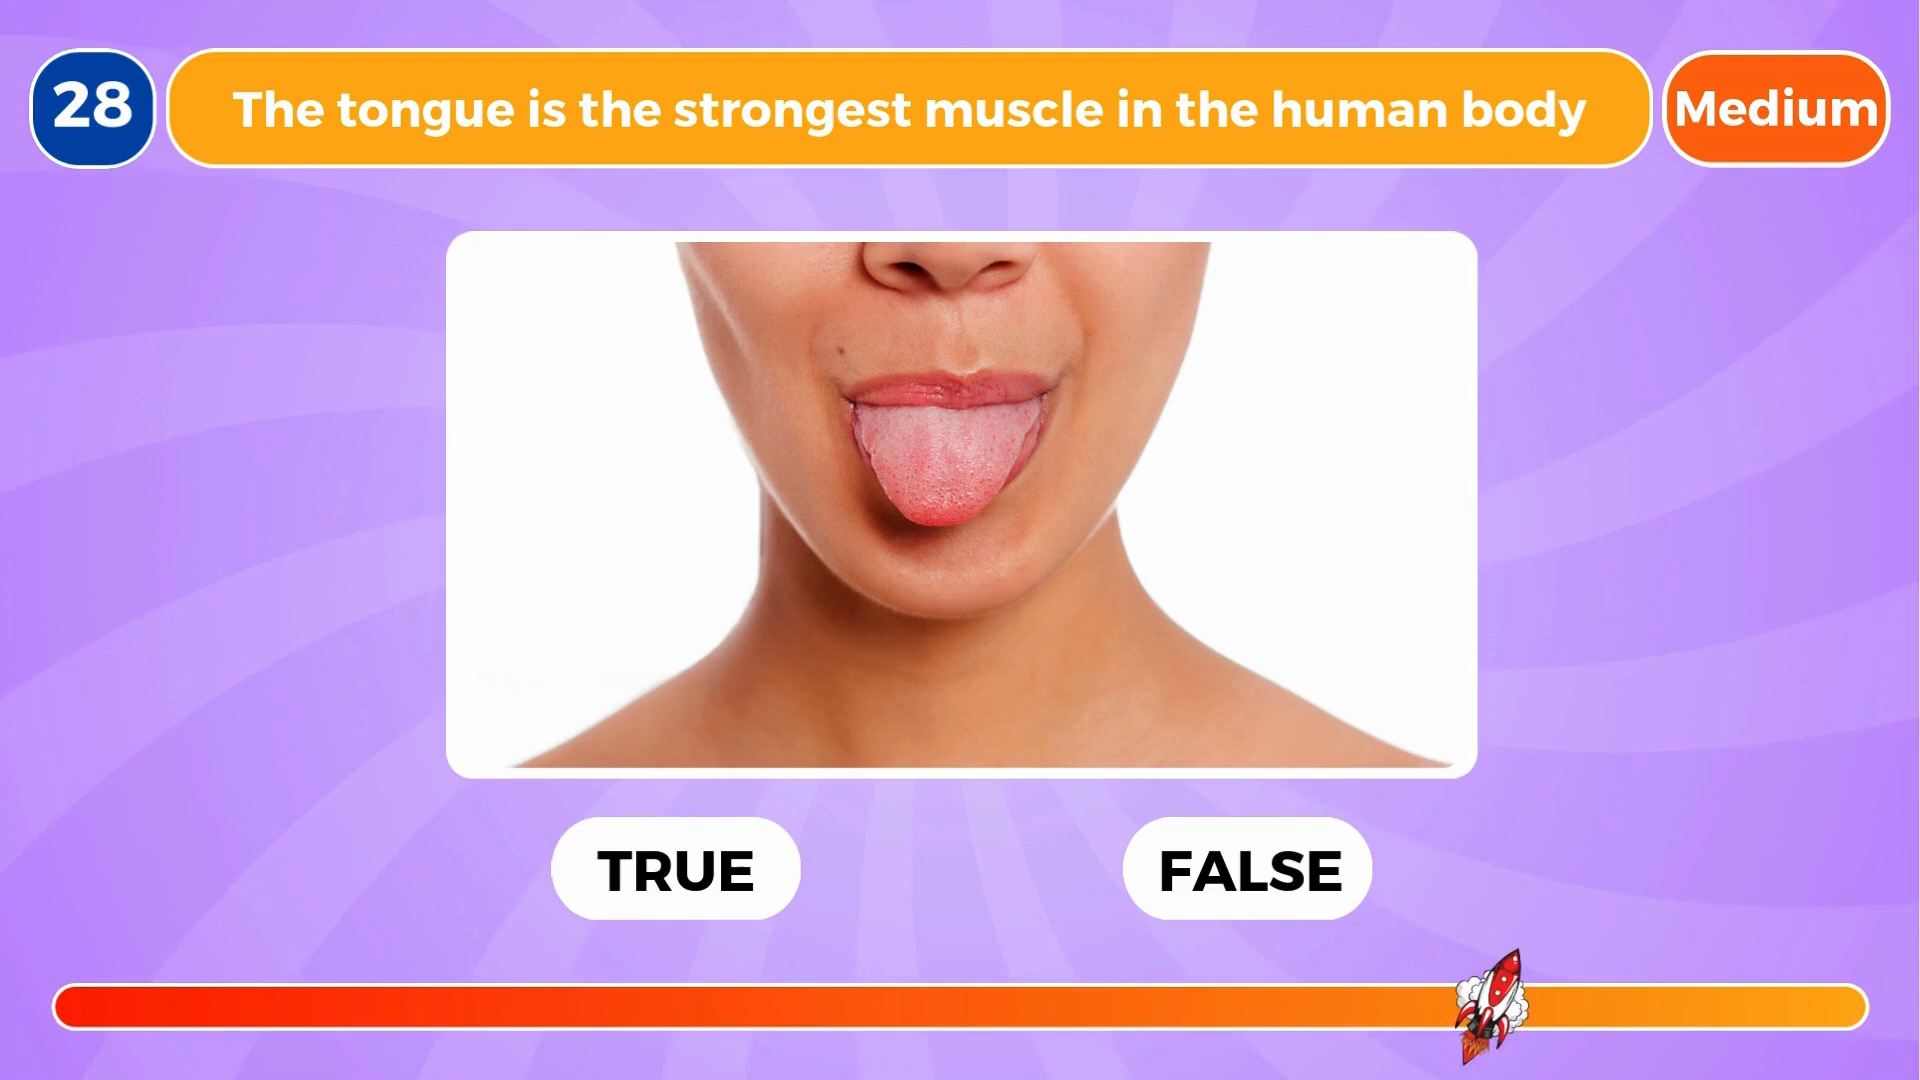 28
The tongue is the strongest muscle in the human body
Medium
TRUE
FALSE